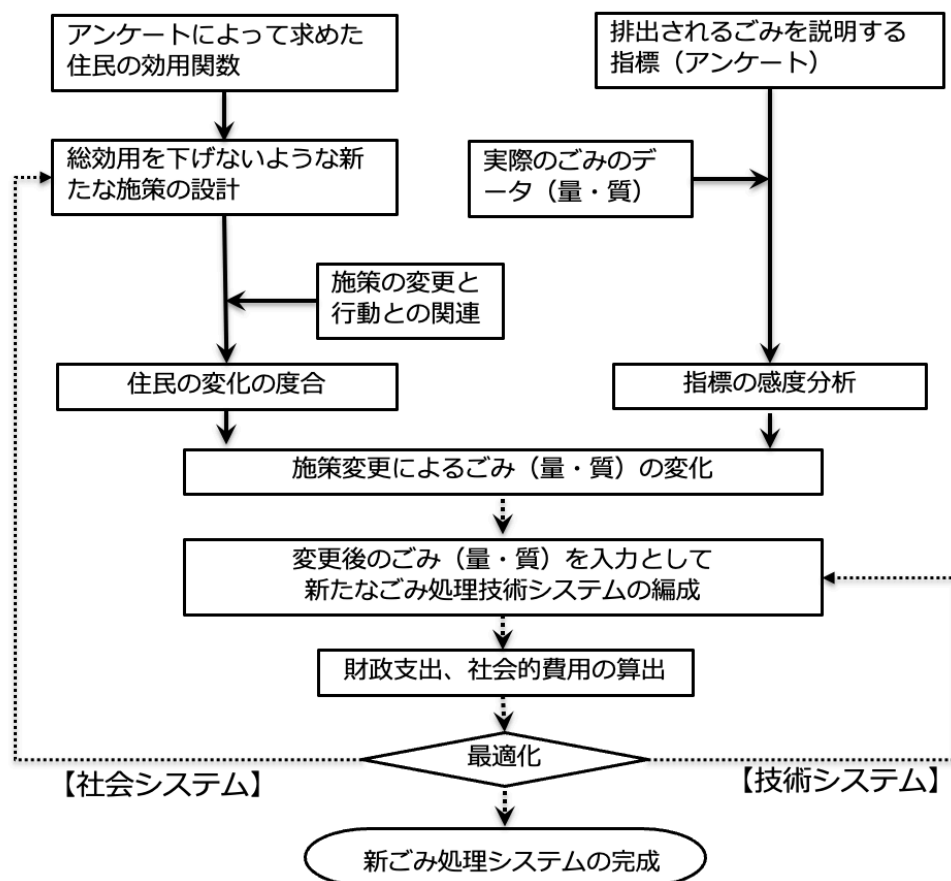 アンケートによって求めた
住民の効用関数
排出されるごみを説明する
指標（アンケート）
総効用を下げないような新
たな施策の設計
実際のごみのデ
ータ（量・質）
施策の変更と
行動との関連
住民の変化の度合
指標の感度分析
施策変更によるごみ（量・質）の変化
変更後のごみ（量・質）を入力として
新たなごみ処理技術システムの編成
財政支出、社会的費用の算出
最適化
【社会システム】
【技術システム】
新ごみ処理システムの完成